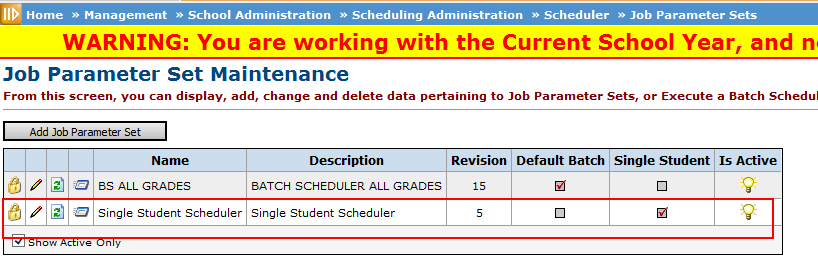 Home » Management » School Administration » Scheduling Administration » Scheduler » Job Parameter Sets
WARNING: You are working with the Current School Year, and
Job Parameter Set Maintenance
From this screen, you can display, add, change and delete data pertaining to Job Parameter Sets, or Execute a Batch
Add Job Parameter Set
Name Description Revision Default Batch Single Student Is Active
BS ALL GRADES BATCH SCHEDULER ALL GRADES 15
Single Student Scheduler Single Student Scheduler 5
Show Active Only